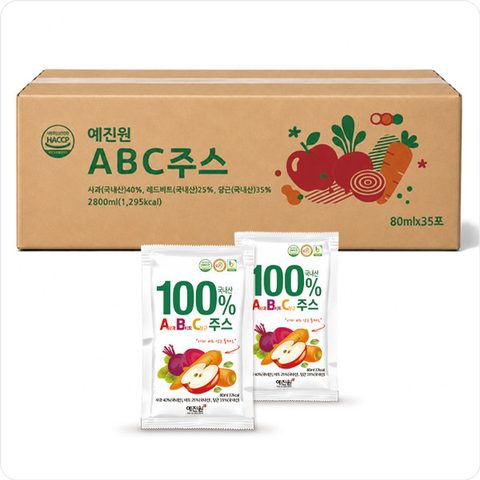 HACCP
예진원
ABC주스
사과(국내산)40%, 레드비트(국내산)25%, 당근(국내산)35%
2800ml(1,295kcal)
80mlx35포
국내산
100%
ABC주스
예진원
국내산
100%
ABC주스
예진원